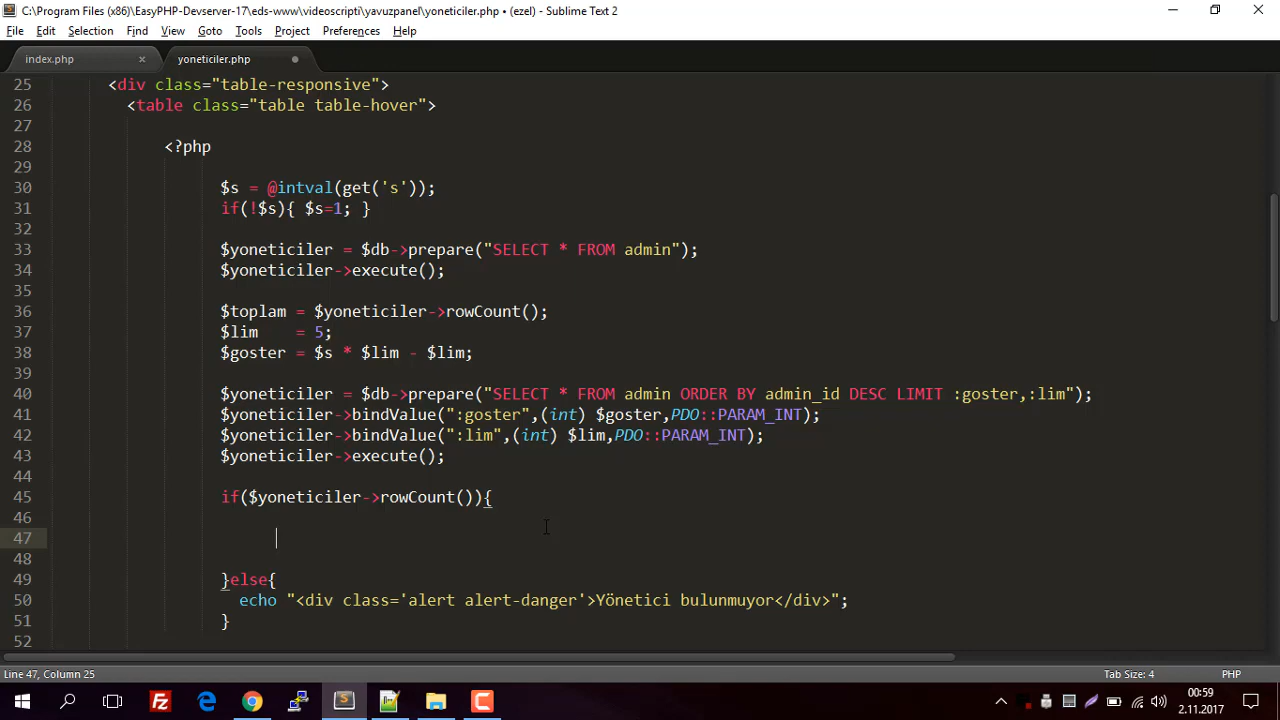 C:\Program Files (x86)\EasyPHP-Devserver-17\eds-www\videoscripti\yavuzpanel\yoneticiler.php • (ezel) - Sublime Text 2
File Edit Selection Find View Goto Tools Project Preferences Help
index.php yoneticiler.php
25 <div class="table-responsive">
26 <table class="table table-hover">
27
28 <?php
29
30 $s = @intval(get('s'));
31 if(!$s){ $s=1; }
32
33 $yoneticiler = $db->prepare("SELECT * FROM admin");
34 $yoneticiler->execute();
35
36 $toplam = $yoneticiler->rowCount();
37 $lim    = 5;
38 $goster = $s * $lim - $lim;
39
40 $yoneticiler = $db->prepare("SELECT * FROM admin ORDER BY admin_id DESC LIMIT :goster,:lim");
41 $yoneticiler->bindValue(":goster",(int) $goster,PDO::PARAM_INT);
42 $yoneticiler->bindValue(":lim",(int) $lim,PDO::PARAM_INT);
43 $yoneticiler->execute();
44
45 if($yoneticiler->rowCount()){
46
47
48
49 }else{
50 echo "<div class='alert alert-danger'>Yönetici bulunmuyor</div>";
51 }
52
Line 47, Column 25 Tab Size: 4 PHP
00:59
2.11.2017